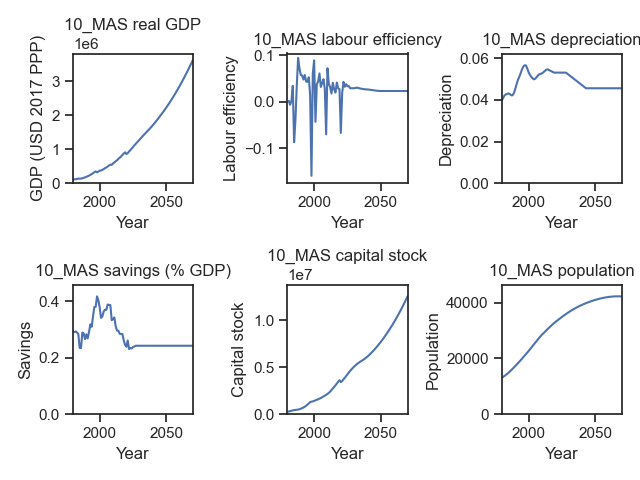 10_MAS real GDP
1e6
GDP (USD 2017 PPP)
3
2
1
0
2000
2050
Year
10_MAS labour efficiency
Labour efficiency
0.1
0.0
−0.1
2000
2050
Year
10_MAS depreciation
Depreciation
0.06
0.04
0.02
0.00
2000
2050
Year
10_MAS savings (% GDP)
Savings
0.4
0.2
0.0
2000
2050
Year
10_MAS capital stock
1e7
Capital stock
1.0
0.5
0.0
2000
2050
Year
10_MAS population
Population
40000
20000
0
2000
2050
Year